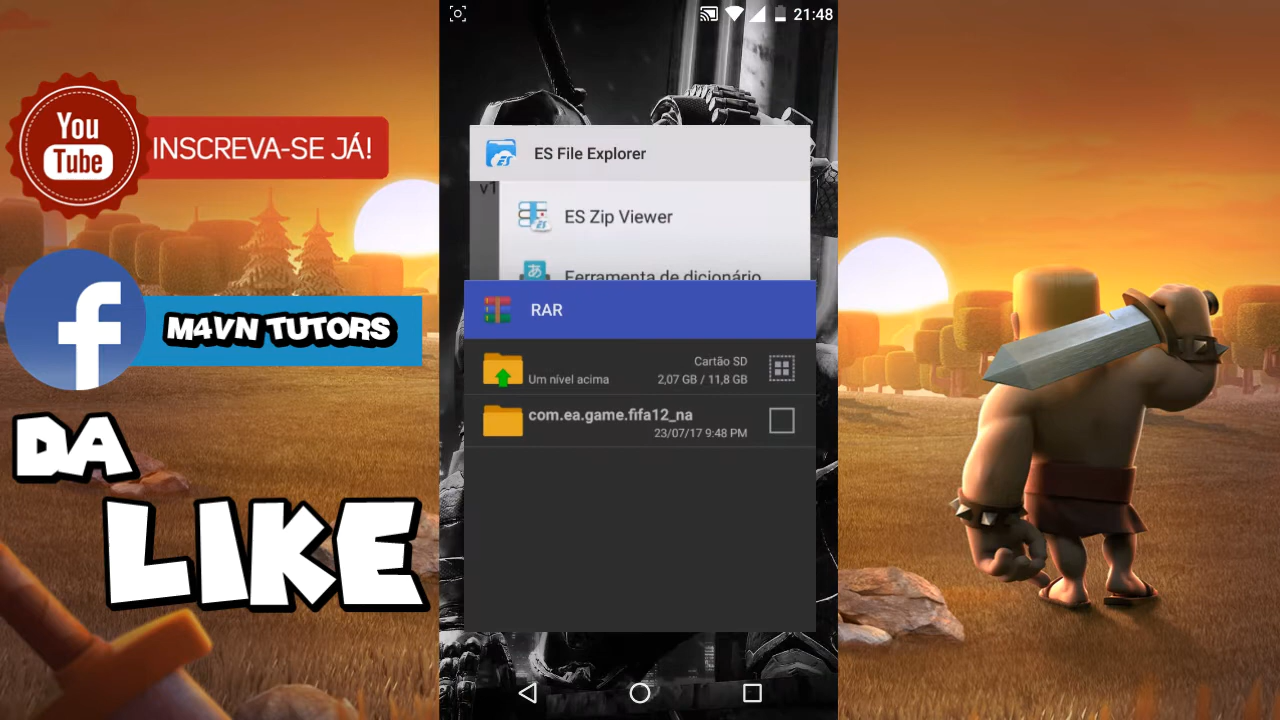 You
Tube
INSCREVA-SE JÁ!
f
M4VN TUTORS
DA
LIKE
21:48
ES File Explorer
v1
ES Zip Viewer
Ferramenta de dicionário
RAR
Um nível acima
Cartão SD
2,07 GB / 11,8 GB
com.ea.game.fifa12_na
23/07/17 9:48 PM